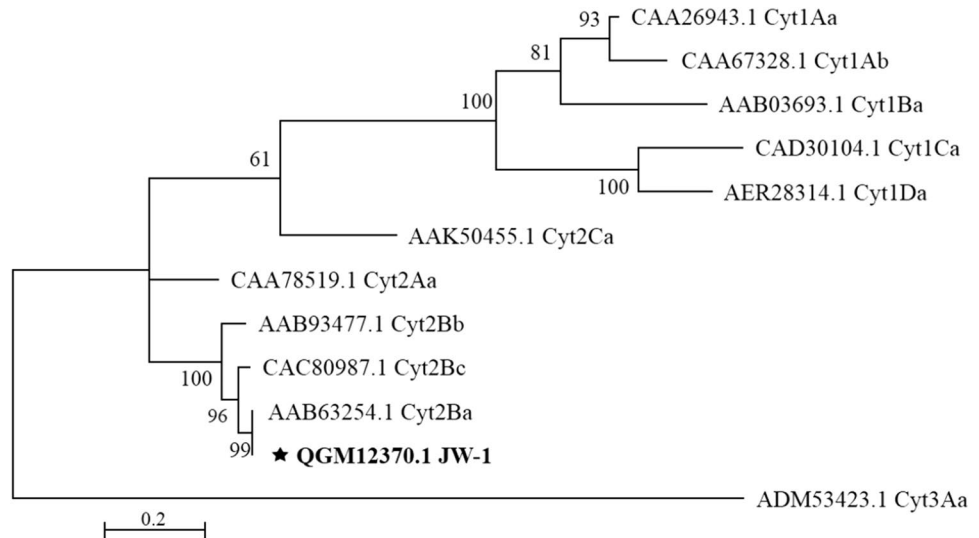 93 CAA26943.1 Cyt1Aa
81 CAA67328.1 Cyt1Ab
100 AAB03693.1 Cyt1Ba
CAD30104.1 Cyt1Ca
61
100 AER28314.1 Cyt1Da
AAK50455.1 Cyt2Ca
CAA78519.1 Cyt2Aa
AAB93477.1 Cyt2Bb
100 CAC80987.1 Cyt2Bc
96 AAB63254.1 Cyt2Ba
99 ★ QGM12370.1 JW-1
ADM53423.1 Cyt3Aa
0.2